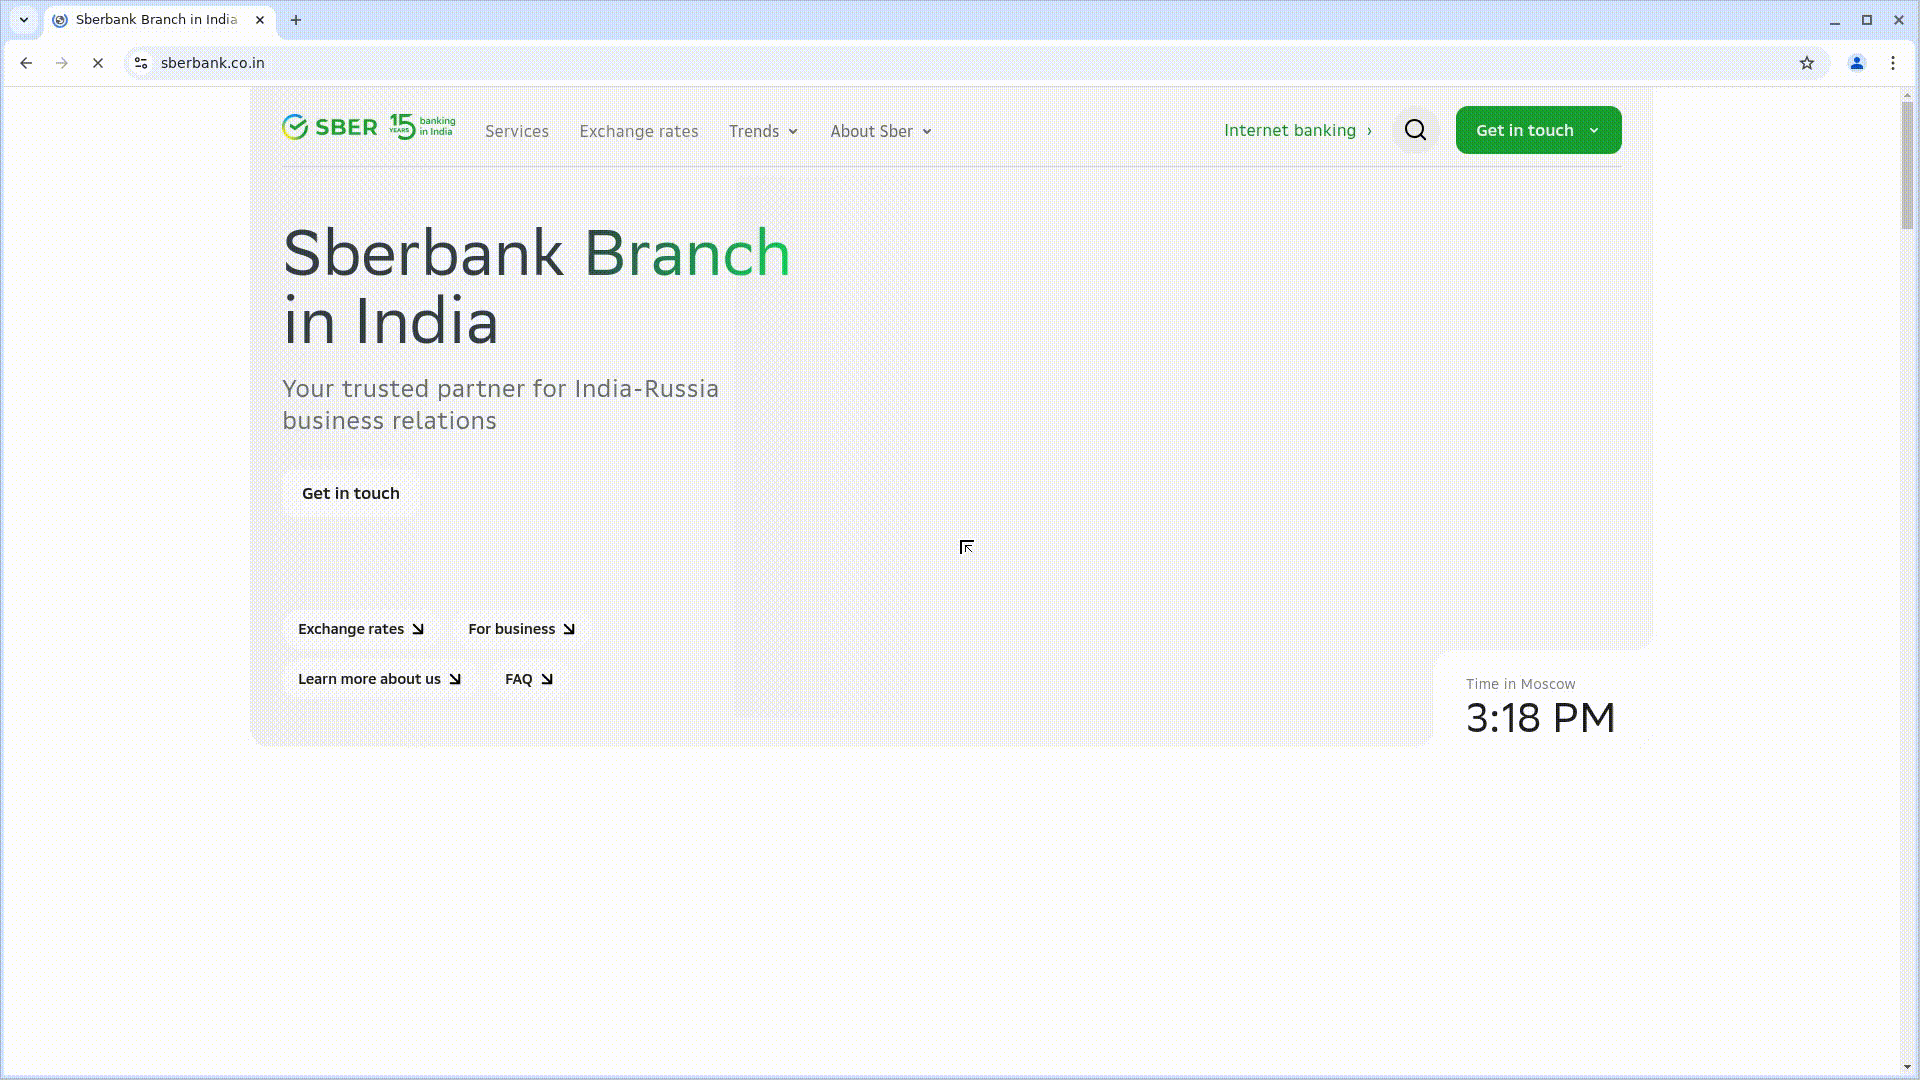 Sberbank Branch in India
sberbank.co.in
SBER 15 YEARS banking in India
Services
Exchange rates
Trends
About Sber
Internet banking ›
Get in touch
Sberbank Branch
in India
Your trusted partner for India-Russia
business relations
Get in touch
Exchange rates
For business
Learn more about us
FAQ
Time in Moscow
3:18 PM